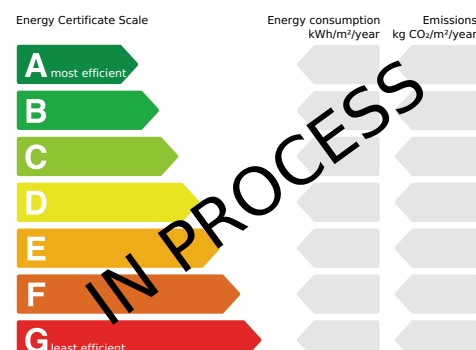 Energy Certificate Scale
Energy consumption
kWh/m²/year
Emissions
kg CO₂/m²/year
A most efficient
B
C
D
E
F
G least efficient
IN PROCESS